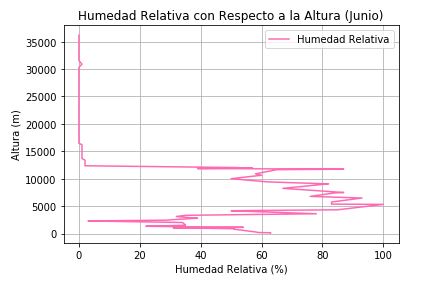 Humedad Relativa con Respecto a la Altura (Junio)
Humedad Relativa
35000
30000
25000
20000
15000
10000
5000
0
Altura (m)
0 20 40 60 80 100
Humedad Relativa (%)